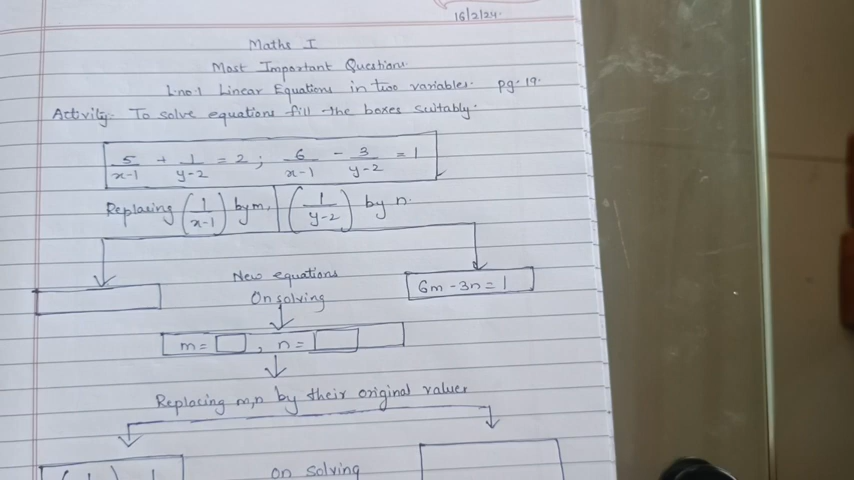 16/2/24.
Maths I
Most Important Questions.
L.no.1 Linear Equations in two variables. pg.19.
Activity. To solve equations fill the boxes suitably.
5/x-1 + 1/y-2 = 2 ; 6/x-1 - 3/y-2 = 1
Replacing (1/x-1) by m, (1/y-2) by n.
New equations
6m - 3n = 1
On solving
m = , n =
Replacing m,n by their original values
On solving